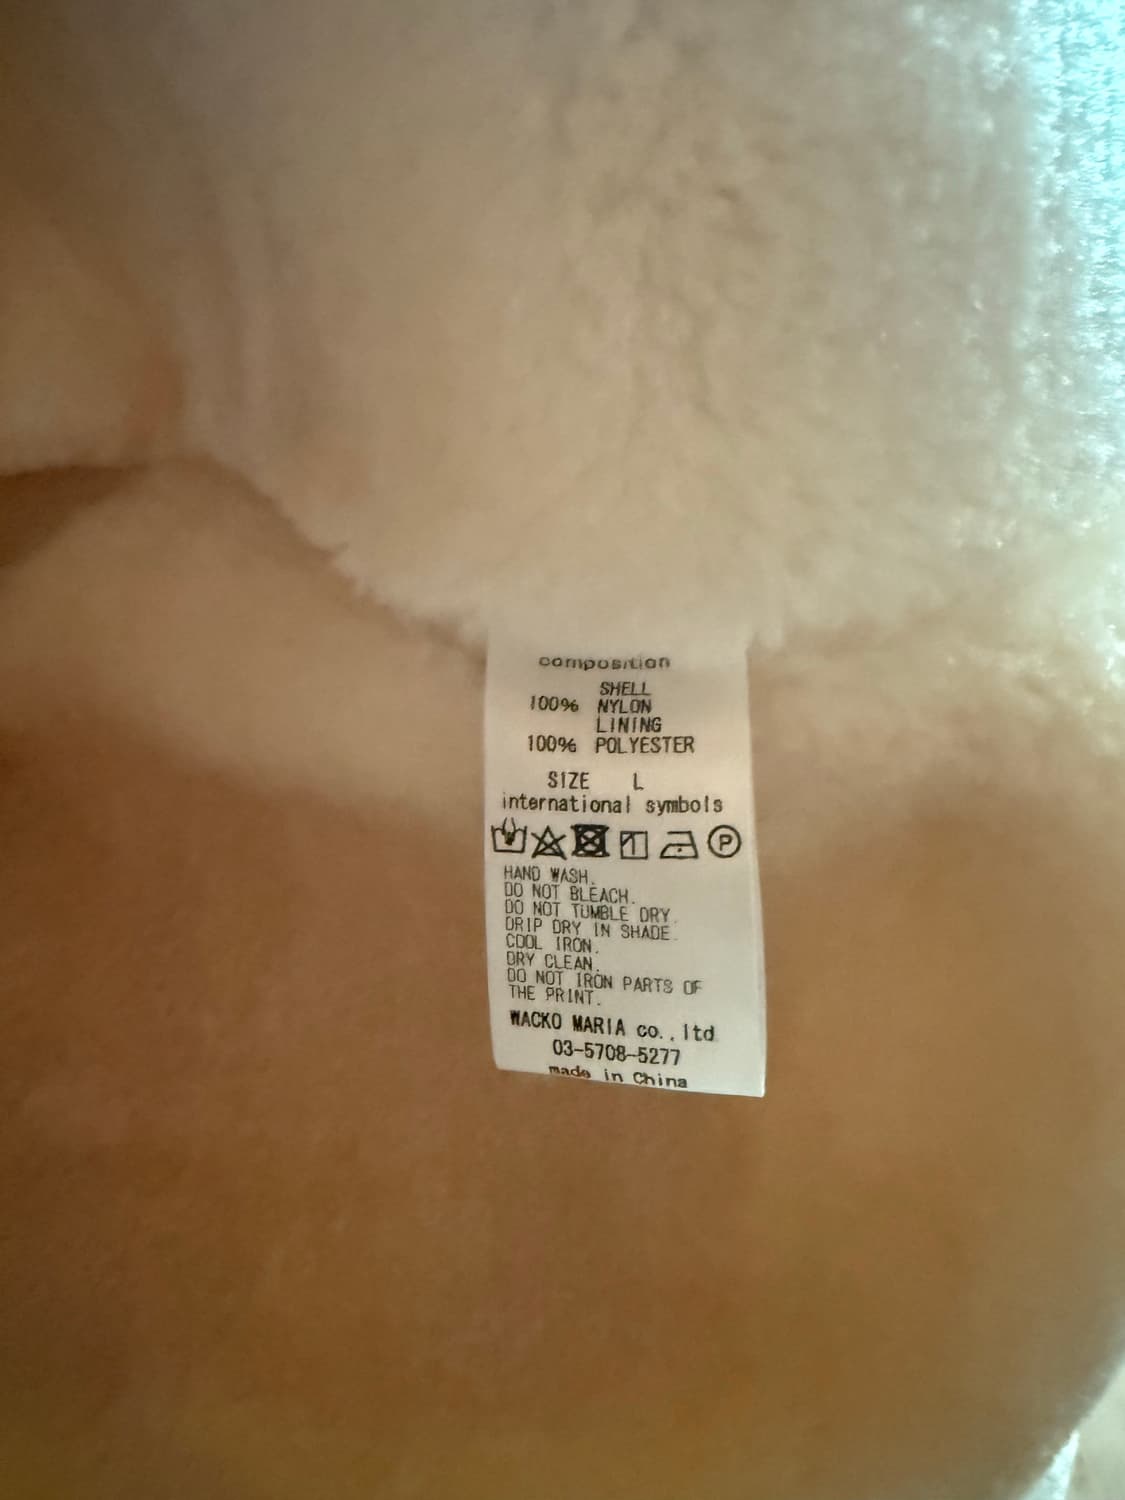 composition
SHELL
100% NYLON
LINING
100% POLYESTER
SIZE L
international symbols
P
HAND WASH.
DO NOT BLEACH.
DO NOT TUMBLE DRY.
DRIP DRY IN SHADE.
COOL IRON.
DRY CLEAN.
DO NOT IRON PARTS OF
THE PRINT.
WACKO MARIA co.,ltd
03-5708-5277
made in China